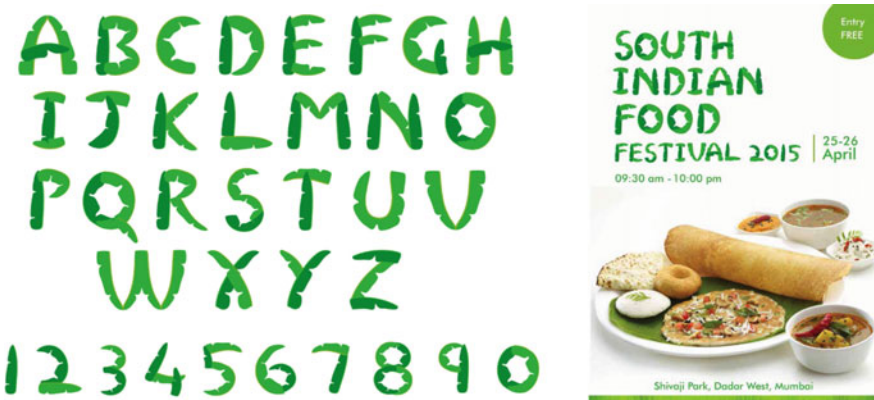 ABCDEFGH
IJKLMNO
PQRSTUV
WXYZ
1234567890
Entry
FREE
SOUTH
INDIAN
FOOD
FESTIVAL 2015
25-26
April
09:30 am - 10:00 pm
Shivaji Park, Dadar West, Mumbai